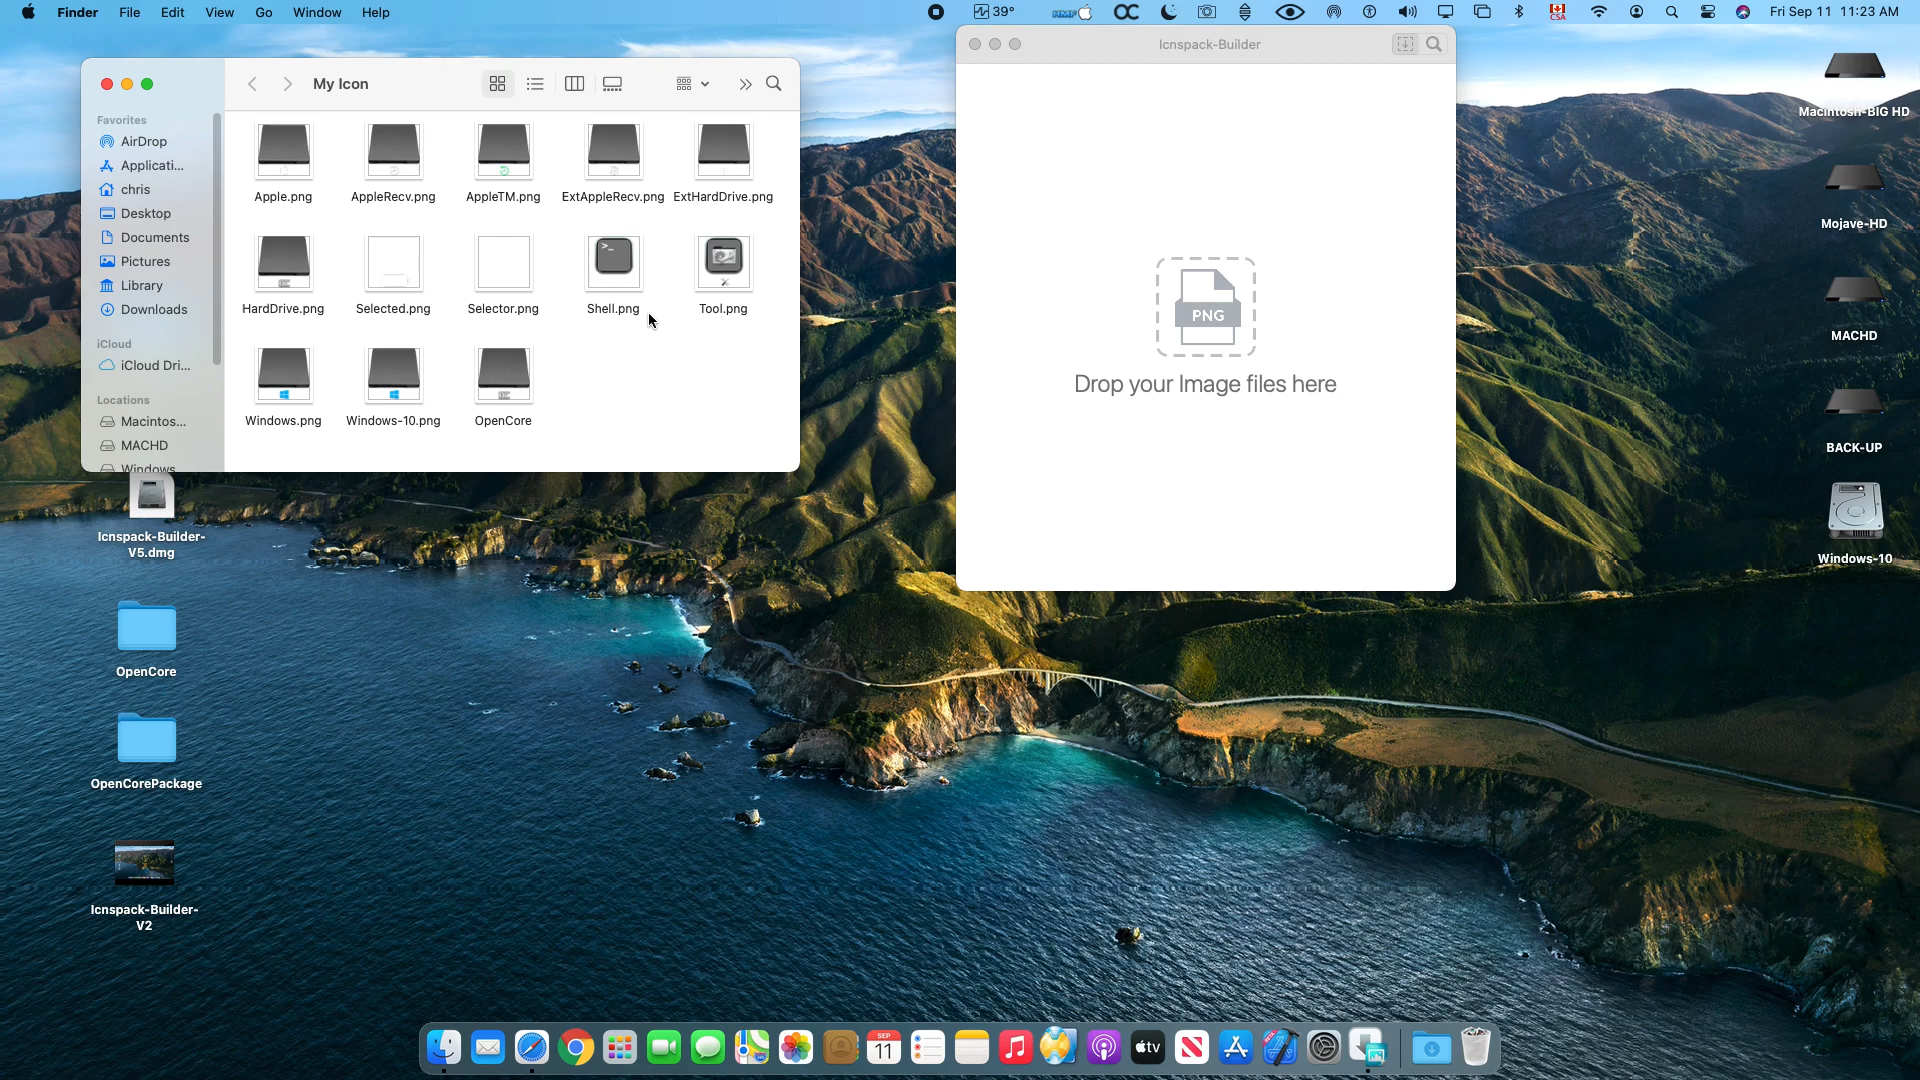 Finder File Edit View Go Window Help
39°
Fri Sep 11 11:23 AM
My Icon
Favorites
AirDrop
Applicati...
chris
Desktop
Documents
Pictures
Library
Downloads
iCloud
iCloud Dri...
Locations
Macintos...
MACHD
Windows
Apple.png
AppleRecv.png
AppleTM.png
ExtAppleRecv.png
ExtHardDrive.png
HardDrive.png
Selected.png
Selector.png
Shell.png
Tool.png
Windows.png
Windows-10.png
OpenCore
Icnspack-Builder
PNG
Drop your Image files here
Macintosh-BIG HD
Mojave-HD
MACHD
BACK-UP
Windows-10
Icnspack-Builder-
V5.dmg
OpenCore
OpenCorePackage
Icnspack-Builder-
V2
SEP
11
tv